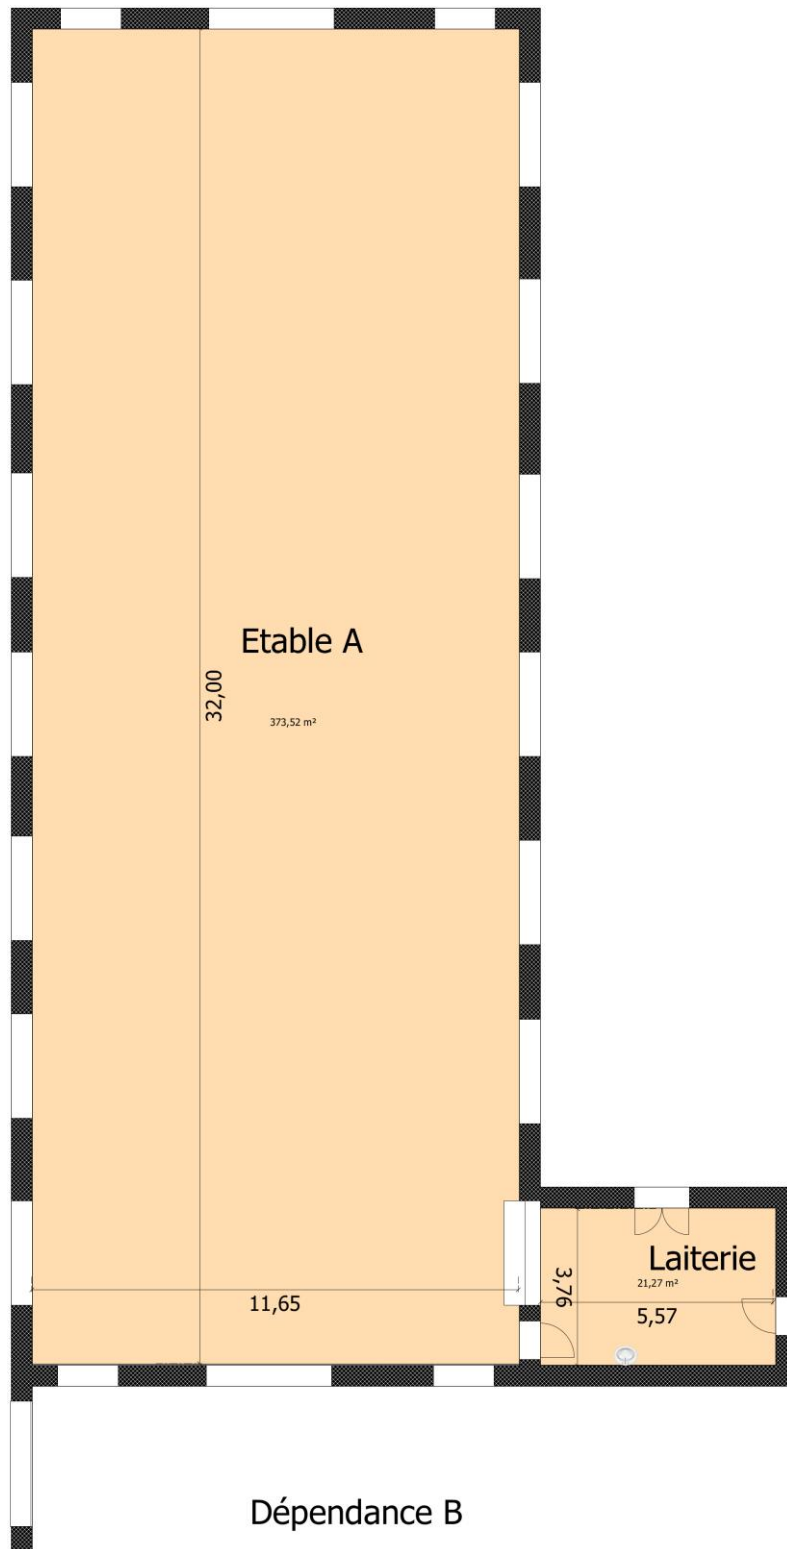 Etable A
32,00
373,52 m²
Laiterie
21,27 m²
3,76
5,57
11,65
Dépendance B